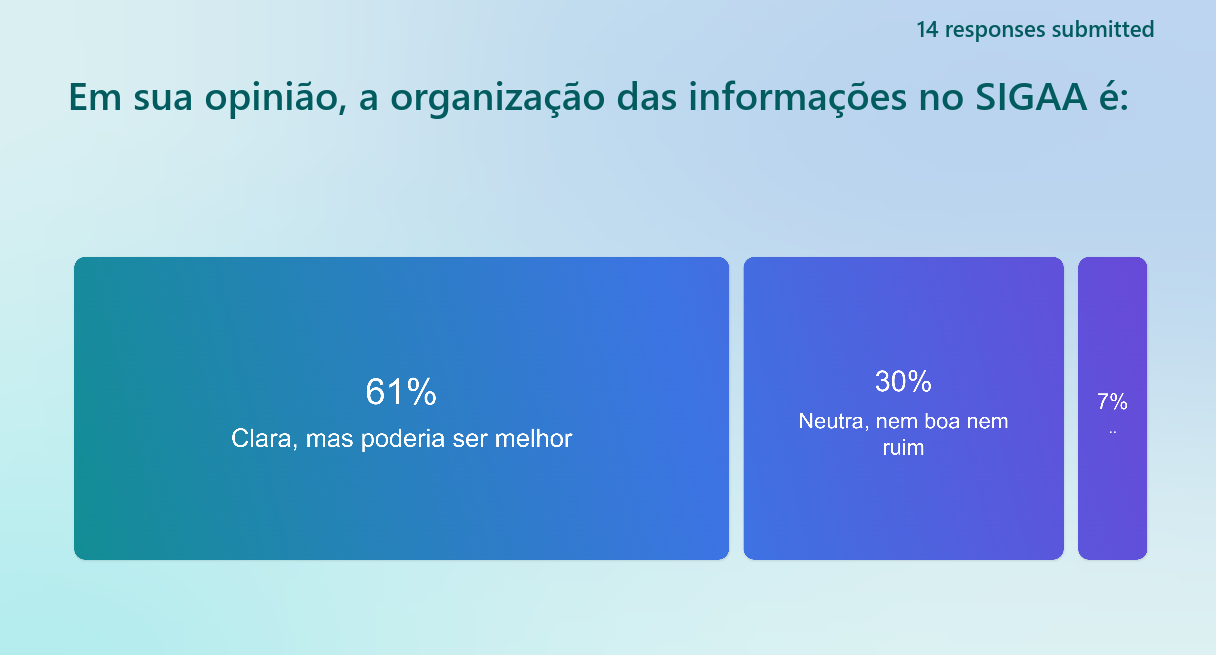 14 responses submitted
Em sua opinião, a organização das informações no SIGAA é:
61%
Clara, mas poderia ser melhor
30%
Neutra, nem boa nem
ruim
7%
..